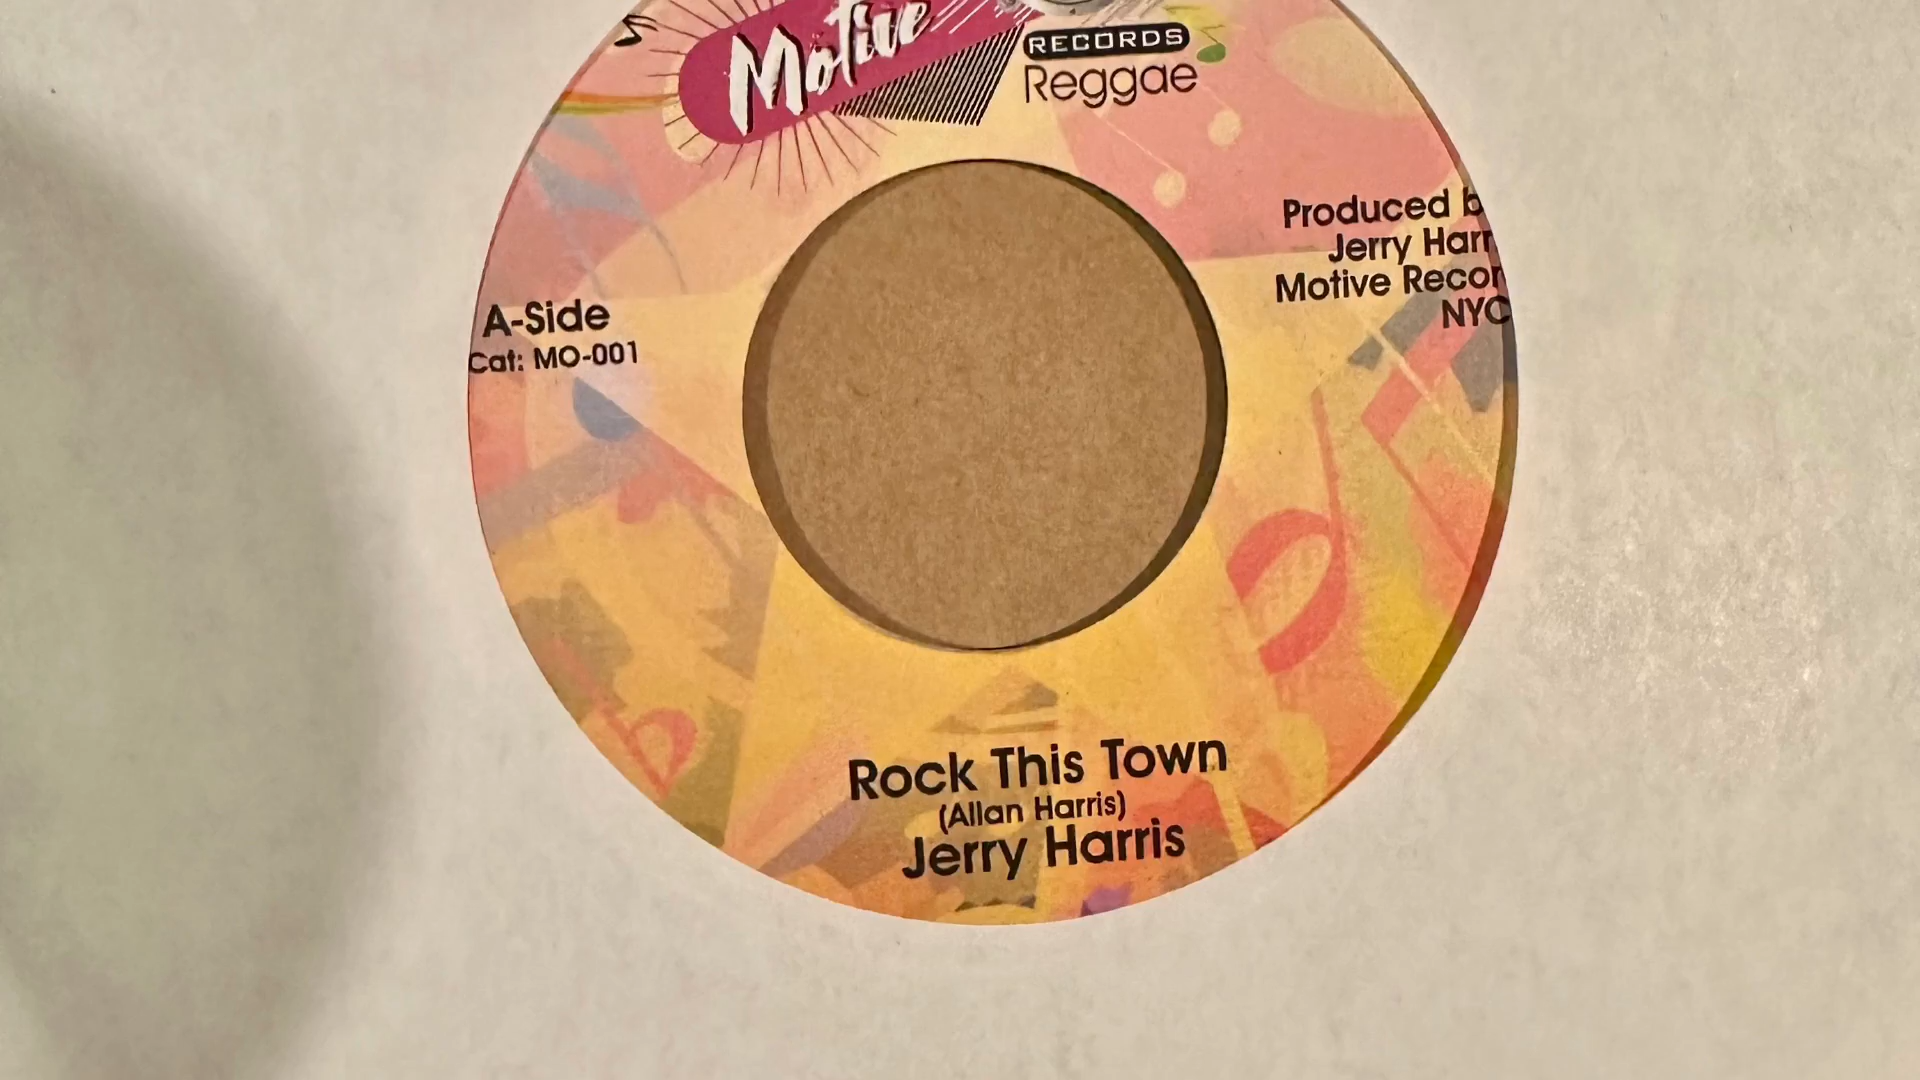 Motive
RECORDS
Reggae
Produced b
Jerry Harr
Motive Recor
NYC
A-Side
Cat: MO-001
Rock This Town
(Allan Harris)
Jerry Harris